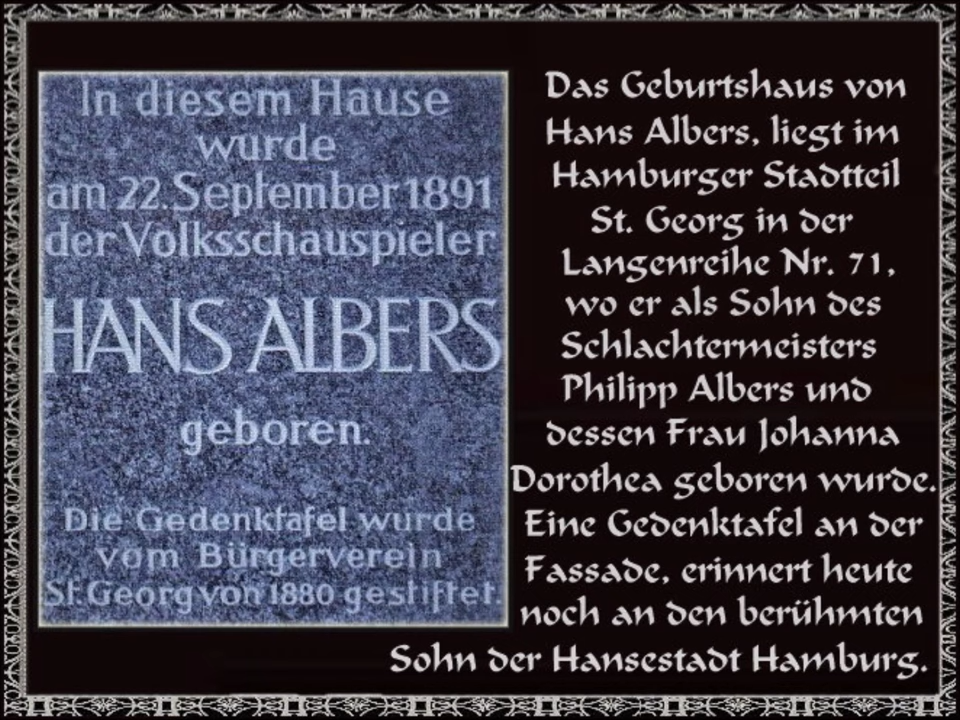 In diesem Hause
wurde
am 22. September 1891
der Volksschauspieler
HANS ALBERS
geboren.
Die Gedenktafel wurde
vom Bürgerverein
St. Georg von 1880 gestiftet.
Das Geburtshaus von
Hans Albers, liegt im
Hamburger Stadtteil
St. Georg in der
Langenreihe Nr. 71,
wo er als Sohn des
Schlachtermeisters
Philipp Albers und
dessen Frau Johanna
Dorothea geboren wurde.
Eine Gedenktafel an der
Fassade, erinnert heute
noch an den berühmten
Sohn der Hansestadt Hamburg.